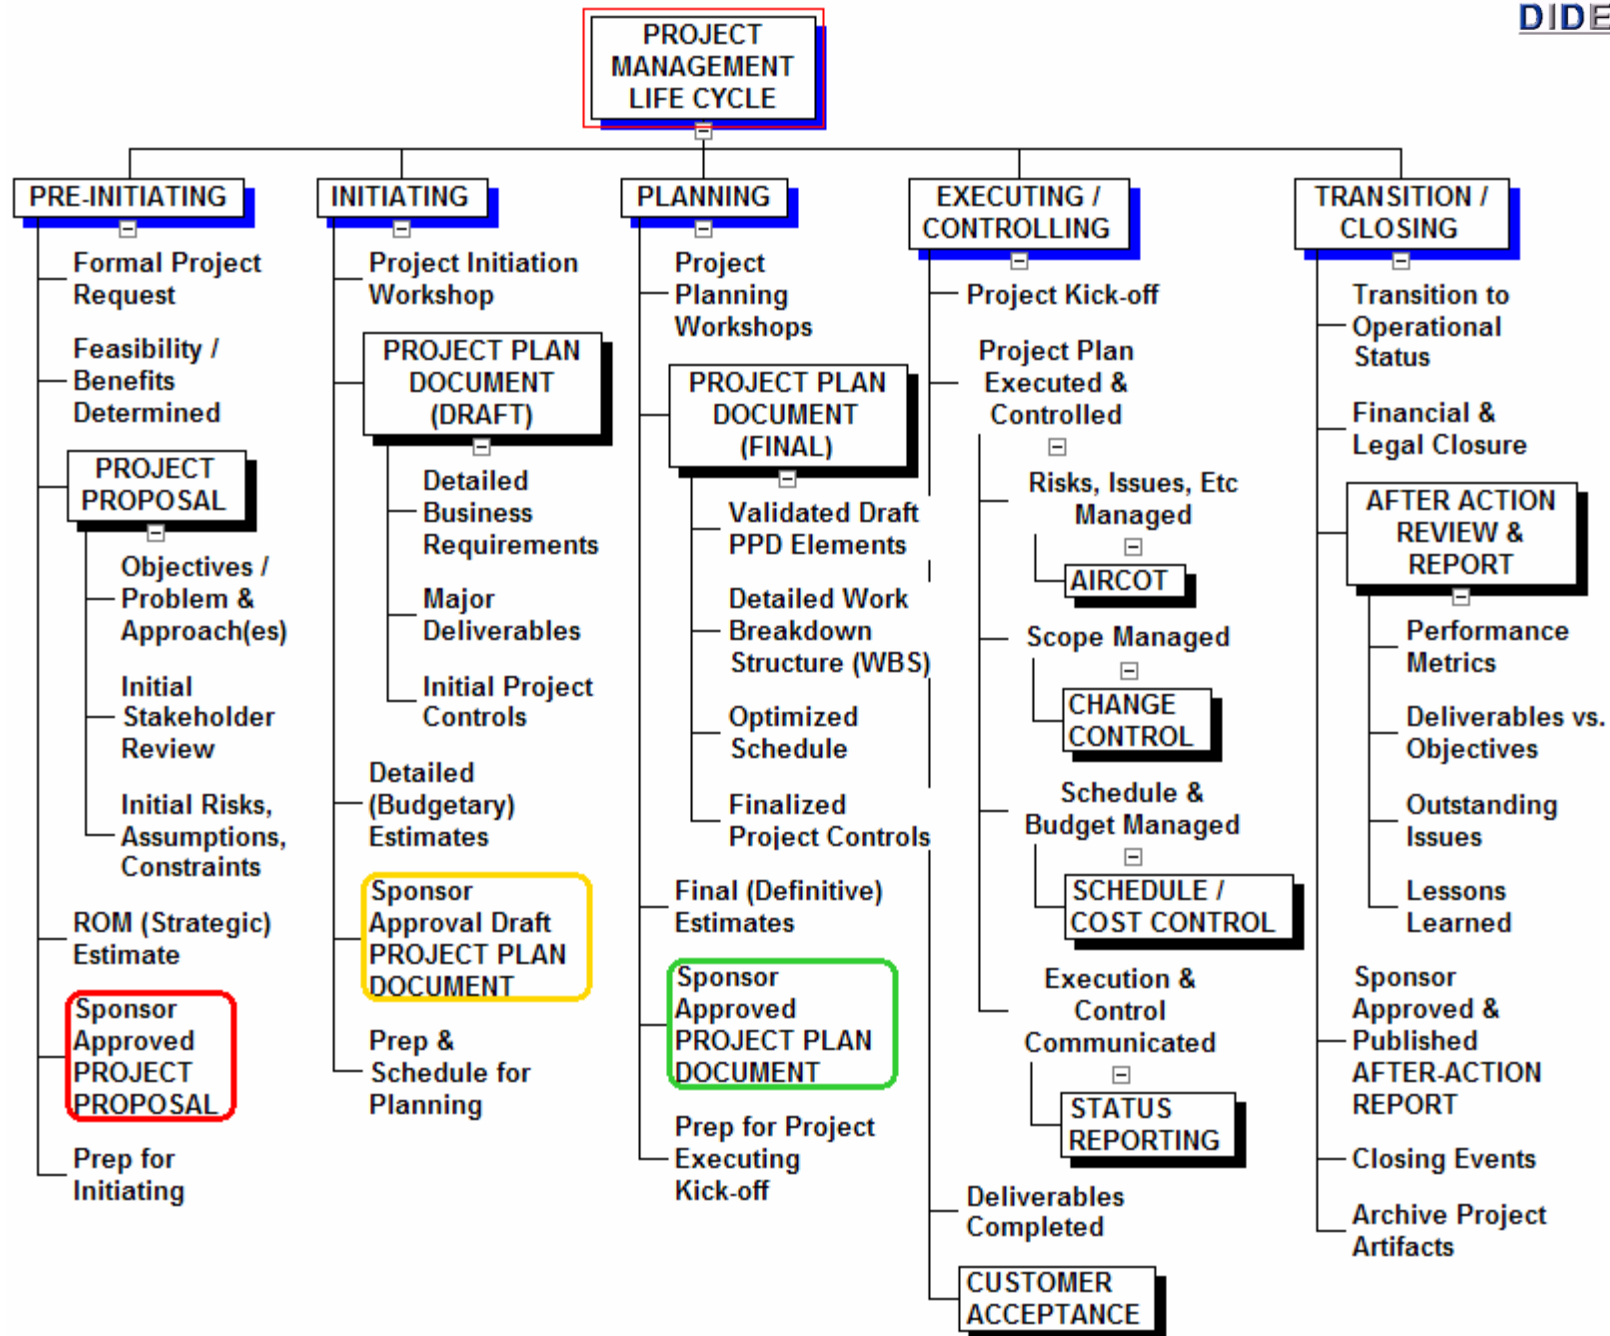 DIDE
PROJECT
MANAGEMENT
LIFE CYCLE
PRE-INITIATING
Formal Project
Request
Feasibility /
Benefits
Determined
PROJECT
PROPOSAL
Objectives /
Problem &
Approach(es)
Initial
Stakeholder
Review
Initial Risks,
Assumptions,
Constraints
ROM (Strategic)
Estimate
Sponsor
Approved
PROJECT
PROPOSAL
Prep for
Initiating
INITIATING
Project Initiation
Workshop
PROJECT PLAN
DOCUMENT
(DRAFT)
Detailed
Business
Requirements
Major
Deliverables
Initial Project
Controls
Detailed
(Budgetary)
Estimates
Sponsor
Approval Draft
PROJECT PLAN
DOCUMENT
Prep &
Schedule for
Planning
PLANNING
Project
Planning
Workshops
PROJECT PLAN
DOCUMENT
(FINAL)
Validated Draft
PPD Elements
Detailed Work
Breakdown
Structure (WBS)
Optimized
Schedule
Finalized
Project Controls
Final (Definitive)
Estimates
Sponsor
Approved
PROJECT PLAN
DOCUMENT
Prep for Project
Executing
Kick-off
EXECUTING /
CONTROLLING
Project Kick-off
Project Plan
Executed &
Controlled
Risks, Issues, Etc
Managed
AIRCOT
Scope Managed
CHANGE
CONTROL
Schedule &
Budget Managed
SCHEDULE /
COST CONTROL
Execution &
Control
Communicated
STATUS
REPORTING
Deliverables
Completed
CUSTOMER
ACCEPTANCE
TRANSITION /
CLOSING
Transition to
Operational
Status
Financial &
Legal Closure
AFTER ACTION
REVIEW &
REPORT
Performance
Metrics
Deliverables vs.
Objectives
Outstanding
Issues
Lessons
Learned
Sponsor
Approved &
Published
AFTER-ACTION
REPORT
Closing Events
Archive Project
Artifacts